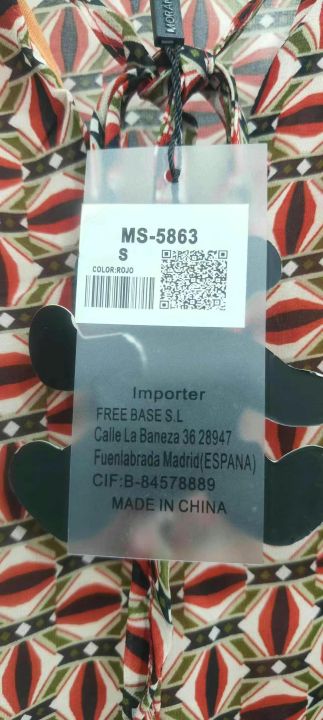 MS-5863
S
COLOR:ROJO
Importer
FREE BASE S.L
Calle La Baneza 36 28947
Fuenlabrada Madrid(ESPANA)
CIF:B-84578889
MADE IN CHINA